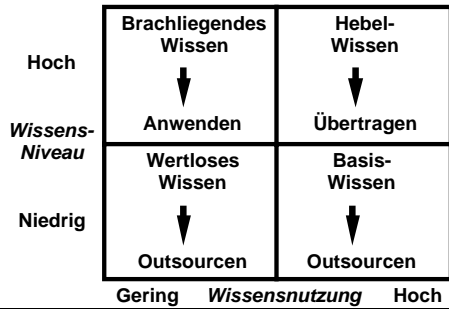 Brachliegendes
Wissen
Hebel-
Wissen
Hoch
Anwenden
Übertragen
Wissens-
Niveau
Wertloses
Wissen
Basis-
Wissen
Niedrig
Outsourcen
Outsourcen
Gering Wissensnutzung Hoch